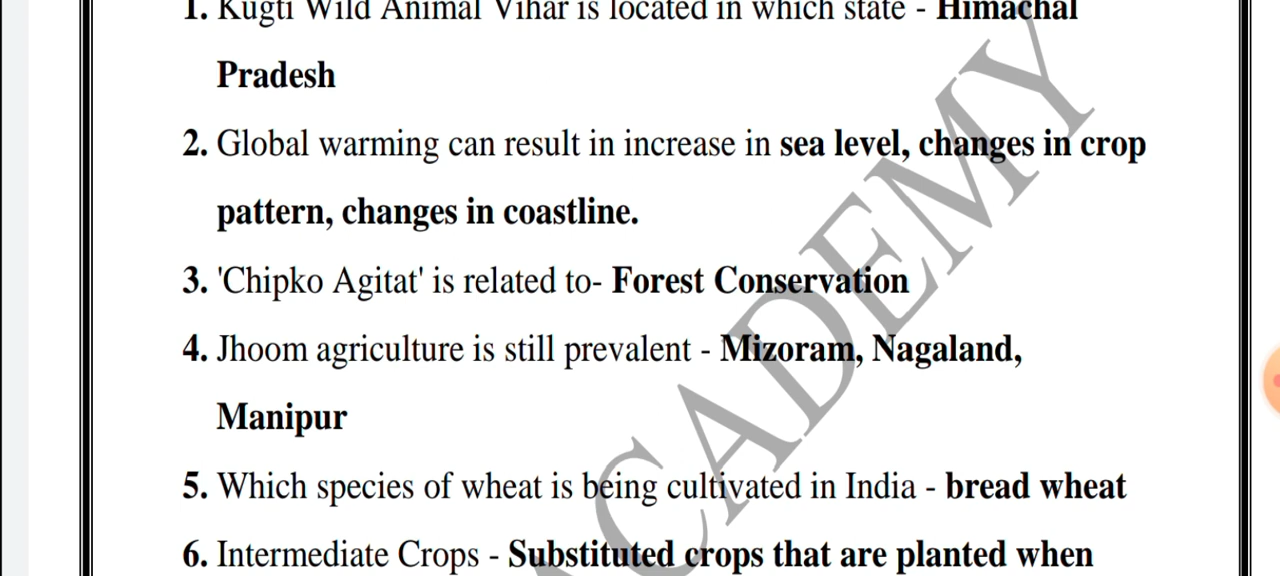 1. Kugti Wild Animal Vihar is located in which state - Himachal
Pradesh
2. Global warming can result in increase in sea level, changes in crop
pattern, changes in coastline.
3. 'Chipko Agitat' is related to- Forest Conservation
4. Jhoom agriculture is still prevalent - Mizoram, Nagaland,
Manipur
5. Which species of wheat is being cultivated in India - bread wheat
6. Intermediate Crops - Substituted crops that are planted when
ACADEMY